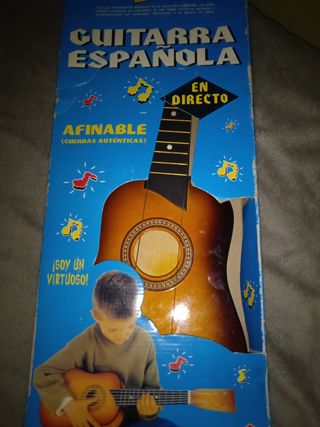 GUITARRA
ESPAÑOLA
EN
DIRECTO
AFINABLE
(CUERDAS AUTÉNTICAS)
¡SOY UN
VIRTUOSO!